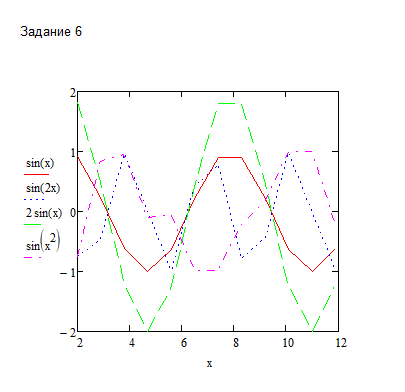 Задание 6
sin(x)
sin(2x)
2 sin(x)
sin(x²)
2
1
0
−1
−2
2 4 6 8 10 12
x